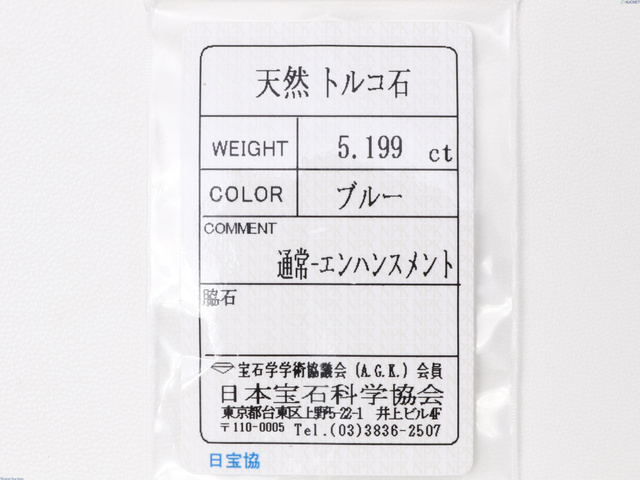 天然 トルコ石
WEIGHT 5.199 ct
COLOR ブルー
COMMENT
通常-エンハンスメント
脇石
宝石学学術協議会 (A.G.K.) 会員
日本宝石科学協会
東京都台東区上野5-22-1 井上ビル4F
〒110-0005 Tel.(03)3836-2507
日宝協